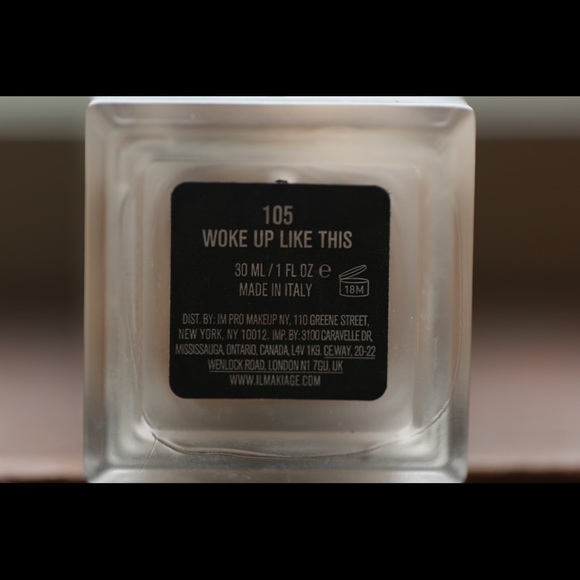 105
WOKE UP LIKE THIS
30 ML / 1 FL OZ ℮
18M
MADE IN ITALY
DIST. BY: IM PRO MAKEUP NY, 110 GREENE STREET,
NEW YORK, NY 10012. IMP. BY: 3100 CARAVELLE DR,
MISSISSAUGA, ONTARIO, CANADA, L4V 1K9. CE.WAY, 20-22
WENLOCK ROAD, LONDON N1 7GU, UK
WWW.ILMAKIAGE.COM